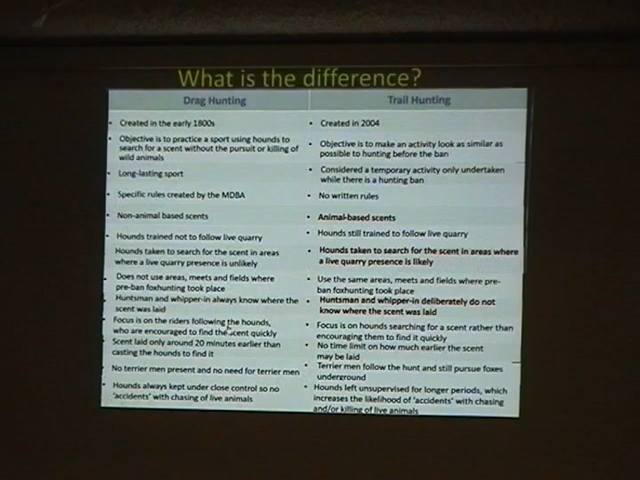 What is the difference?
Drag Hunting
Trail Hunting
• Created in the early 1800s
• Created in 2004
• Objective is to practice a sport using hounds to
search for a scent without the pursuit or killing of
wild animals
• Objective is to make an activity look as similar as
possible to hunting before the ban
• Long-lasting sport
• Considered a temporary activity only undertaken
while there is a hunting ban
• Specific rules created by the MDBA
• No written rules
• Non-animal based scents
• Animal-based scents
• Hounds trained not to follow live quarry
• Hounds still trained to follow live quarry
Hounds taken to search for the scent in areas
where a live quarry presence is unlikely
• Hounds taken to search for the scent in areas where
a live quarry presence is likely
• Does not use areas, meets and fields where
pre-ban foxhunting took place
• Use the same areas, meets and fields where pre-
ban foxhunting took place
• Huntsman and whipper-in always know where the
scent was laid
• Huntsman and whipper-in deliberately do not
know where the scent was laid
• Focus is on the riders following the hounds,
who are encouraged to find the scent quickly
• Focus is on hounds searching for a scent rather than
encouraging them to find it quickly
• Scent laid only around 20 minutes earlier than
casting the hounds to find it
• No time limit on how much earlier the scent
may be laid
• No terrier men present and no need for terrier men
• Terrier men follow the hunt and still pursue foxes
underground
• Hounds always kept under close control so no
'accidents' with chasing of live animals
• Hounds left unsupervised for longer periods, which
increases the likelihood of 'accidents' with chasing
and/or killing of live animals